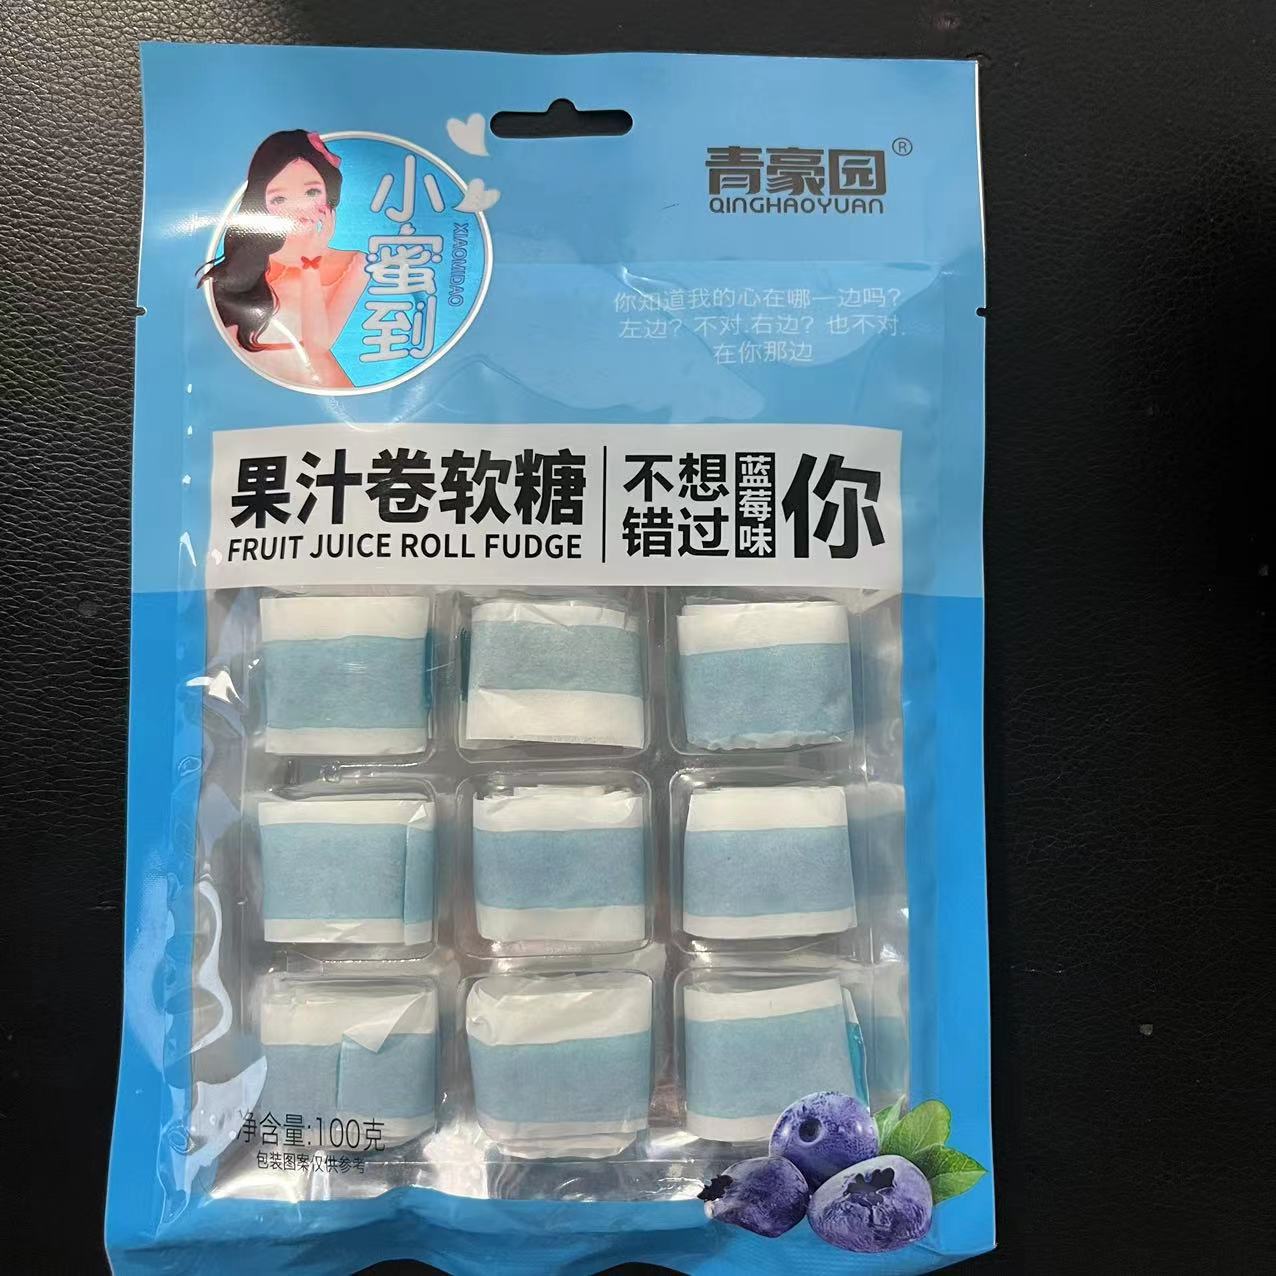 小蜜到
XIAOMIDAO
青豪园®
QINGHAOYUAN
你知道我的心在哪一边吗?
左边? 不对.右边? 也不对.
在你那边
果汁卷软糖
FRUIT JUICE ROLL FUDGE
不想
错过
蓝莓味
你
净含量:100克
包装图案仅供参考